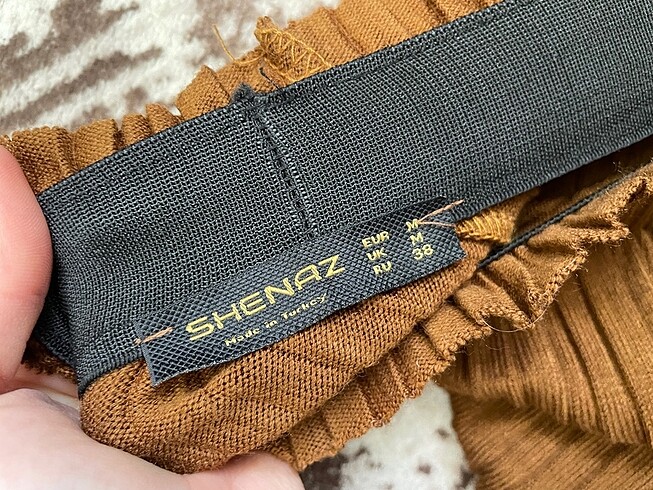 SHENAZ
Made in Turkey
EUR M
UK M
RU 38